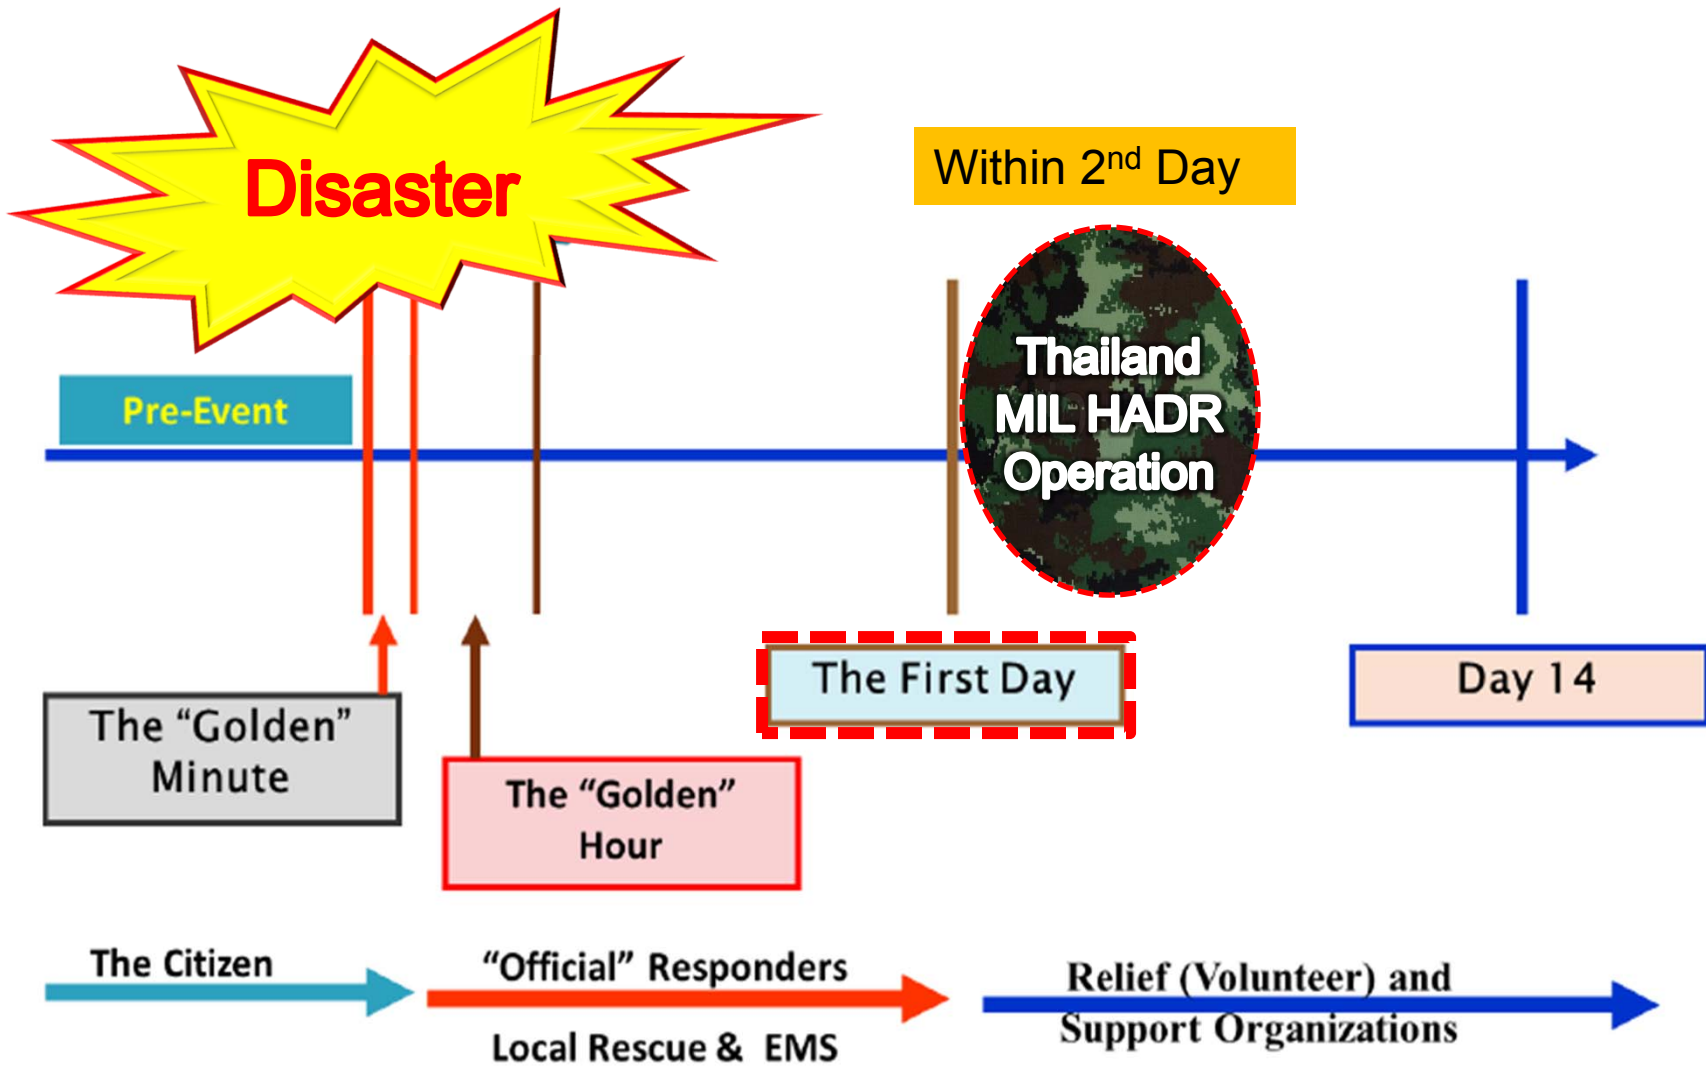 Disaster
Within 2nd Day
Pre-Event
Thailand
MIL HADR
Operation
The First Day
Day 14
The “Golden”
Minute
The “Golden”
Hour
The Citizen
“Official” Responders
Local Rescue & EMS
Relief (Volunteer) and
Support Organizations